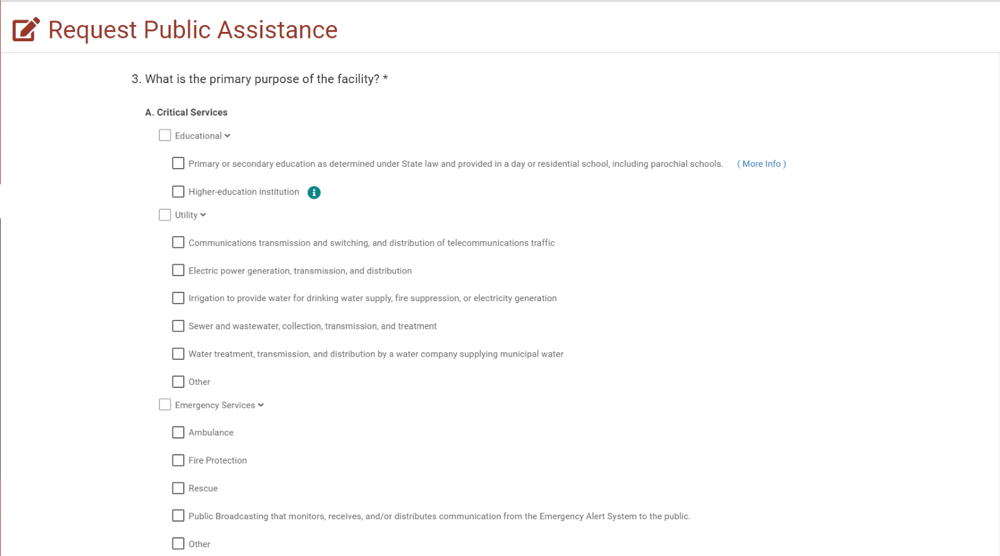 Request Public Assistance
3. What is the primary purpose of the facility? *
A. Critical Services
Educational
Primary or secondary education as determined under State law and provided in a day or residential school, including parochial schools. ( More Info )
Higher-education institution
Utility
Communications transmission and switching, and distribution of telecommunications traffic
Electric power generation, transmission, and distribution
Irrigation to provide water for drinking water supply, fire suppression, or electricity generation
Sewer and wastewater, collection, transmission, and treatment
Water treatment, transmission, and distribution by a water company supplying municipal water
Other
Emergency Services
Ambulance
Fire Protection
Rescue
Public Broadcasting that monitors, receives, and/or distributes communication from the Emergency Alert System to the public.
Other